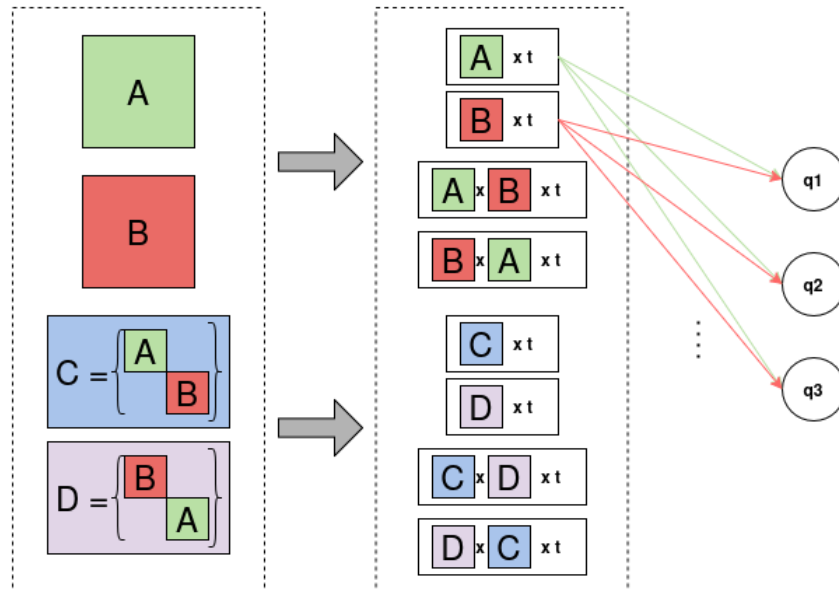 A
B
C = { A B }
D = { B A }
A x t
B x t
A x B x t
B x A x t
C x t
D x t
C x D x t
D x C x t
q1
q2
⋮
q3